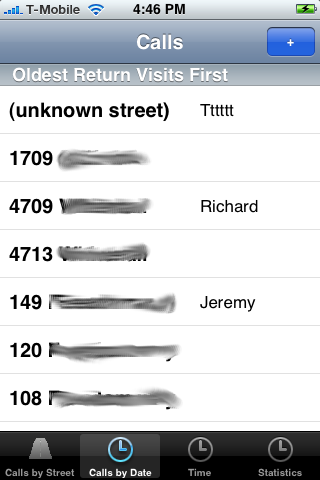 T-Mobile 4:46 PM
Calls +
Oldest Return Visits First
(unknown street) Tttttt
1709
4709 Richard
4713
149 Jeremy
120
108
Calls by Street Calls by Date Time Statistics